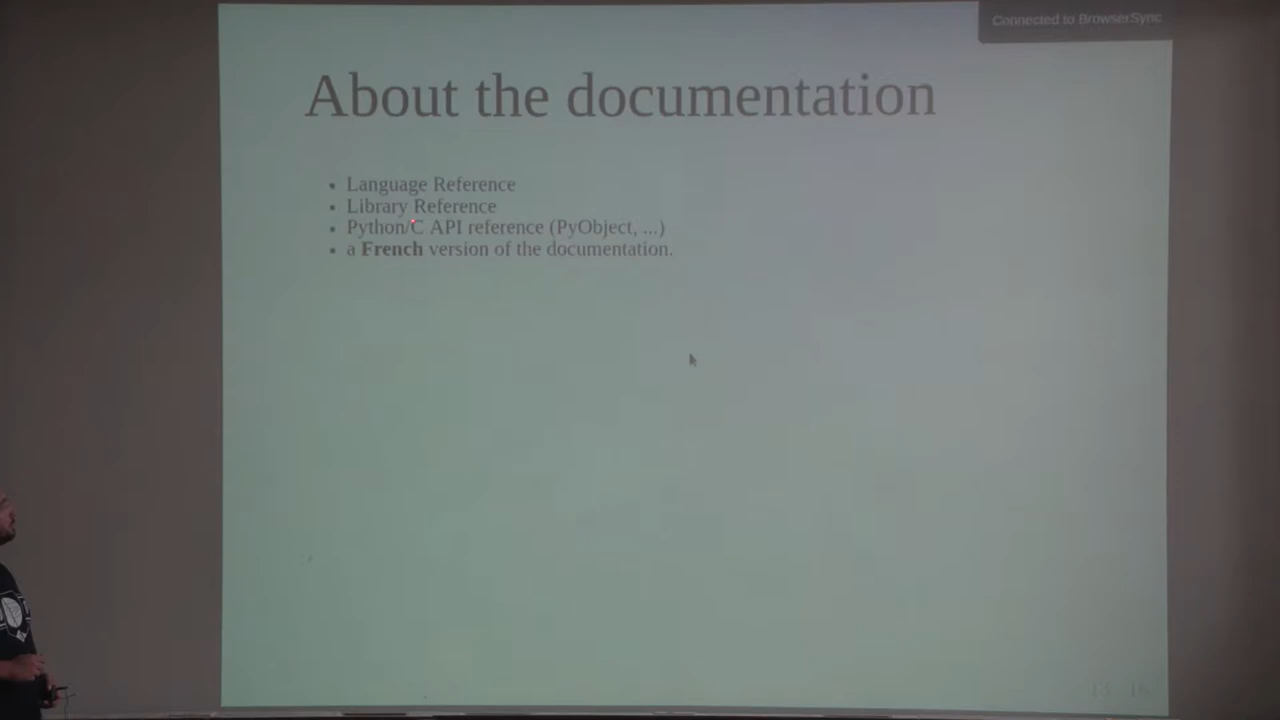 Connected to BrowserSync
About the documentation
• Language Reference
• Library Reference
• Python/C API reference (PyObject, ...)
• a French version of the documentation.